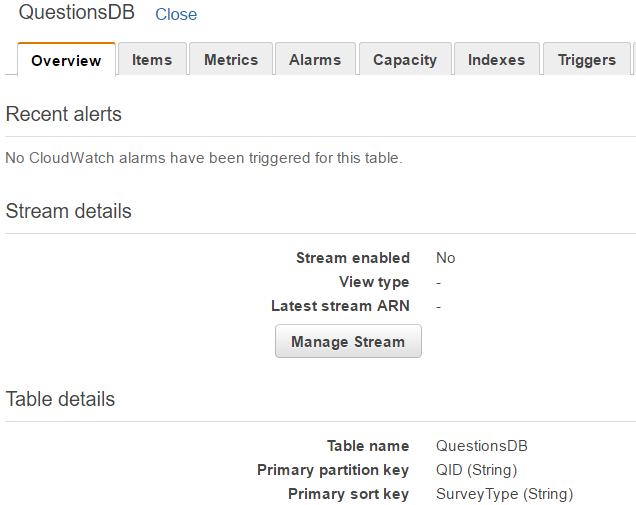 QuestionsDB Close
Overview Items Metrics Alarms Capacity Indexes Triggers
Recent alerts
No CloudWatch alarms have been triggered for this table.
Stream details
Stream enabled No
View type -
Latest stream ARN -
Manage Stream
Table details
Table name QuestionsDB
Primary partition key QID (String)
Primary sort key SurveyType (String)